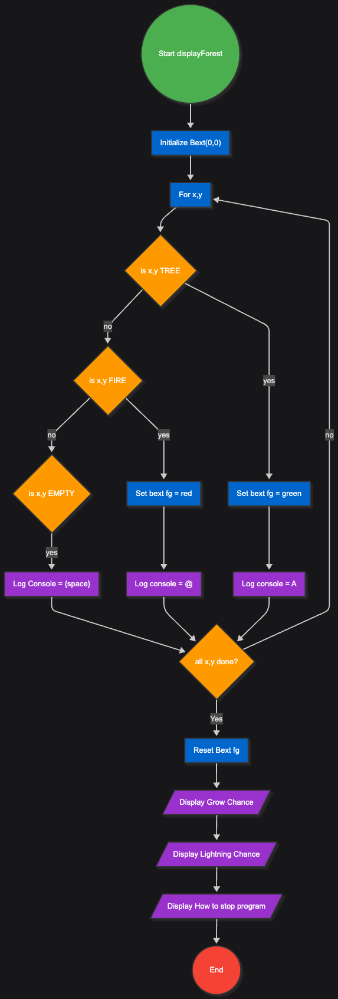 Start displayForest
Initialize Bext(0,0)
For x,y
is x,y TREE
no
is x,y FIRE
yes
no
yes
no
is x,y EMPTY
Set bext fg = red
Set bext fg = green
yes
Log Console = {space}
Log console = @
Log console = A
all x,y done?
Yes
Reset Bext fg
Display Grow Chance
Display Lightning Chance
Display How to stop program
End